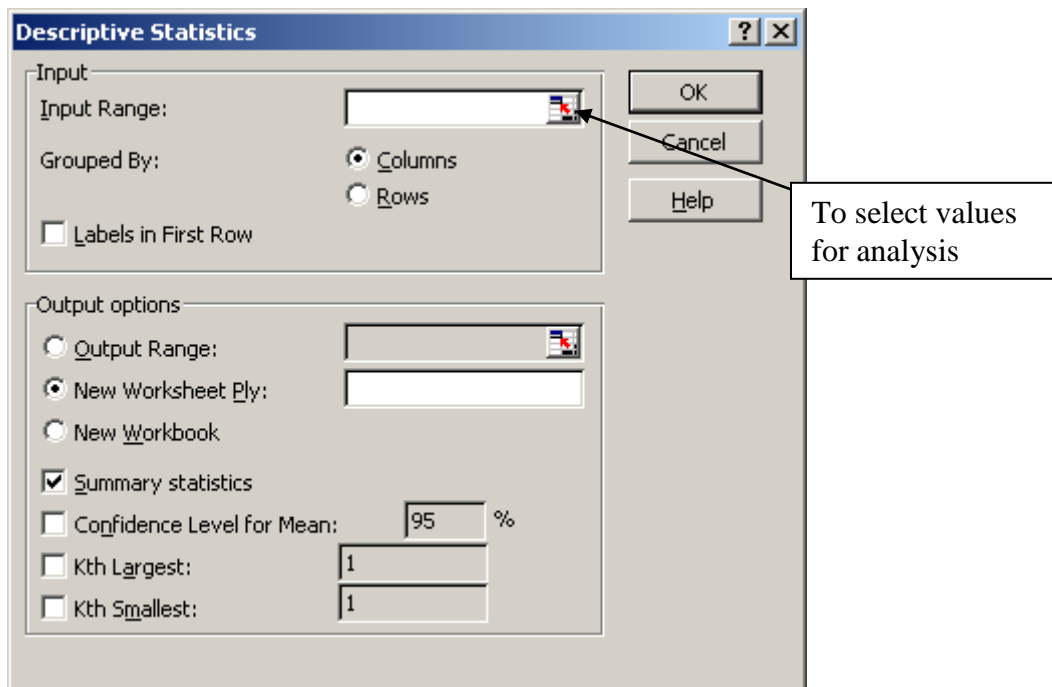 Descriptive Statistics
Input
Input Range:
Grouped By:
Columns
Rows
Labels in First Row
OK
Cancel
Help
To select values
for analysis
Output options
Output Range:
New Worksheet Ply:
New Workbook
Summary statistics
Confidence Level for Mean: 95 %
Kth Largest: 1
Kth Smallest: 1